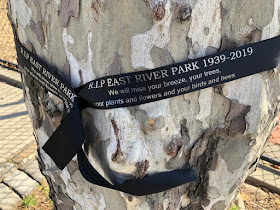 R.I.P EAST RIVER PARK 1939-2019
We will miss your breeze, your trees,
your plants and flowers and your birds and bees.
R.I.P EAST RIVER PARK